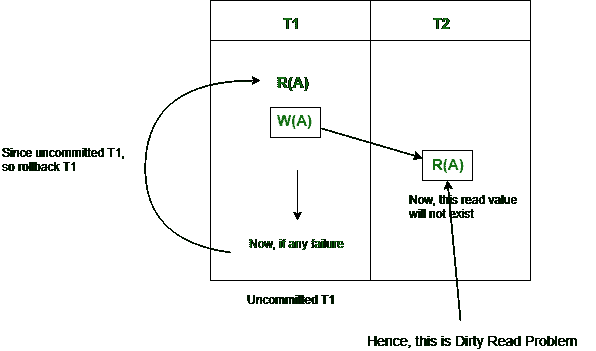 T1 T2
R(A)
W(A)
Since uncommitted T1,
so rollback T1
R(A)
Now, this read value
will not exist
Now, if any failure
Uncommitted T1
Hence, this is Dirty Read Problem